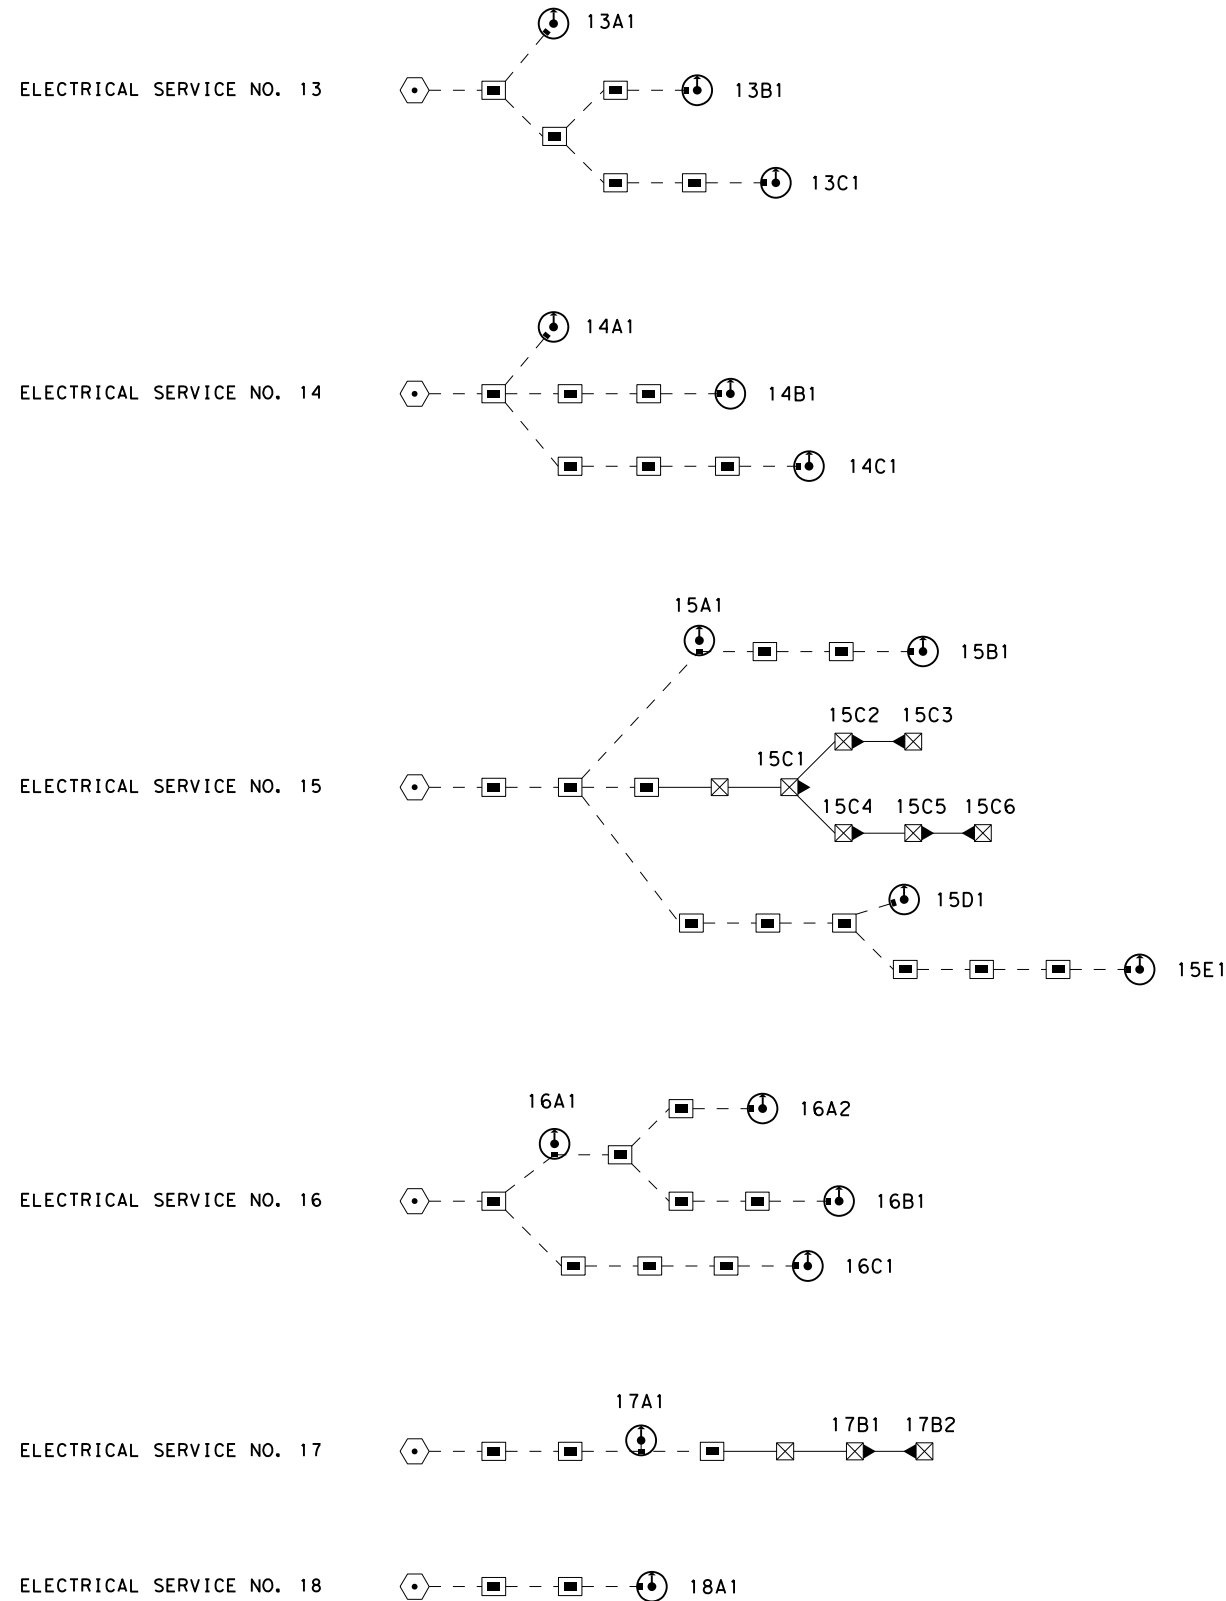 13A1
ELECTRICAL SERVICE NO. 13
13B1
13C1
14A1
ELECTRICAL SERVICE NO. 14
14B1
14C1
15A1
15B1
15C2 15C3
15C1
ELECTRICAL SERVICE NO. 15
15C4 15C5 15C6
15D1
15E1
16A1
16A2
ELECTRICAL SERVICE NO. 16
16B1
16C1
17A1
17B1 17B2
ELECTRICAL SERVICE NO. 17
ELECTRICAL SERVICE NO. 18
18A1